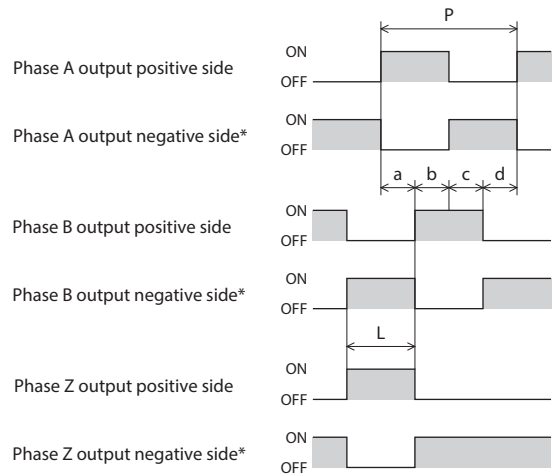 P
Phase A output positive side
ON
OFF
Phase A output negative side*
ON
OFF
a b c d
Phase B output positive side
ON
OFF
Phase B output negative side*
ON
OFF
L
Phase Z output positive side
ON
OFF
Phase Z output negative side*
ON
OFF